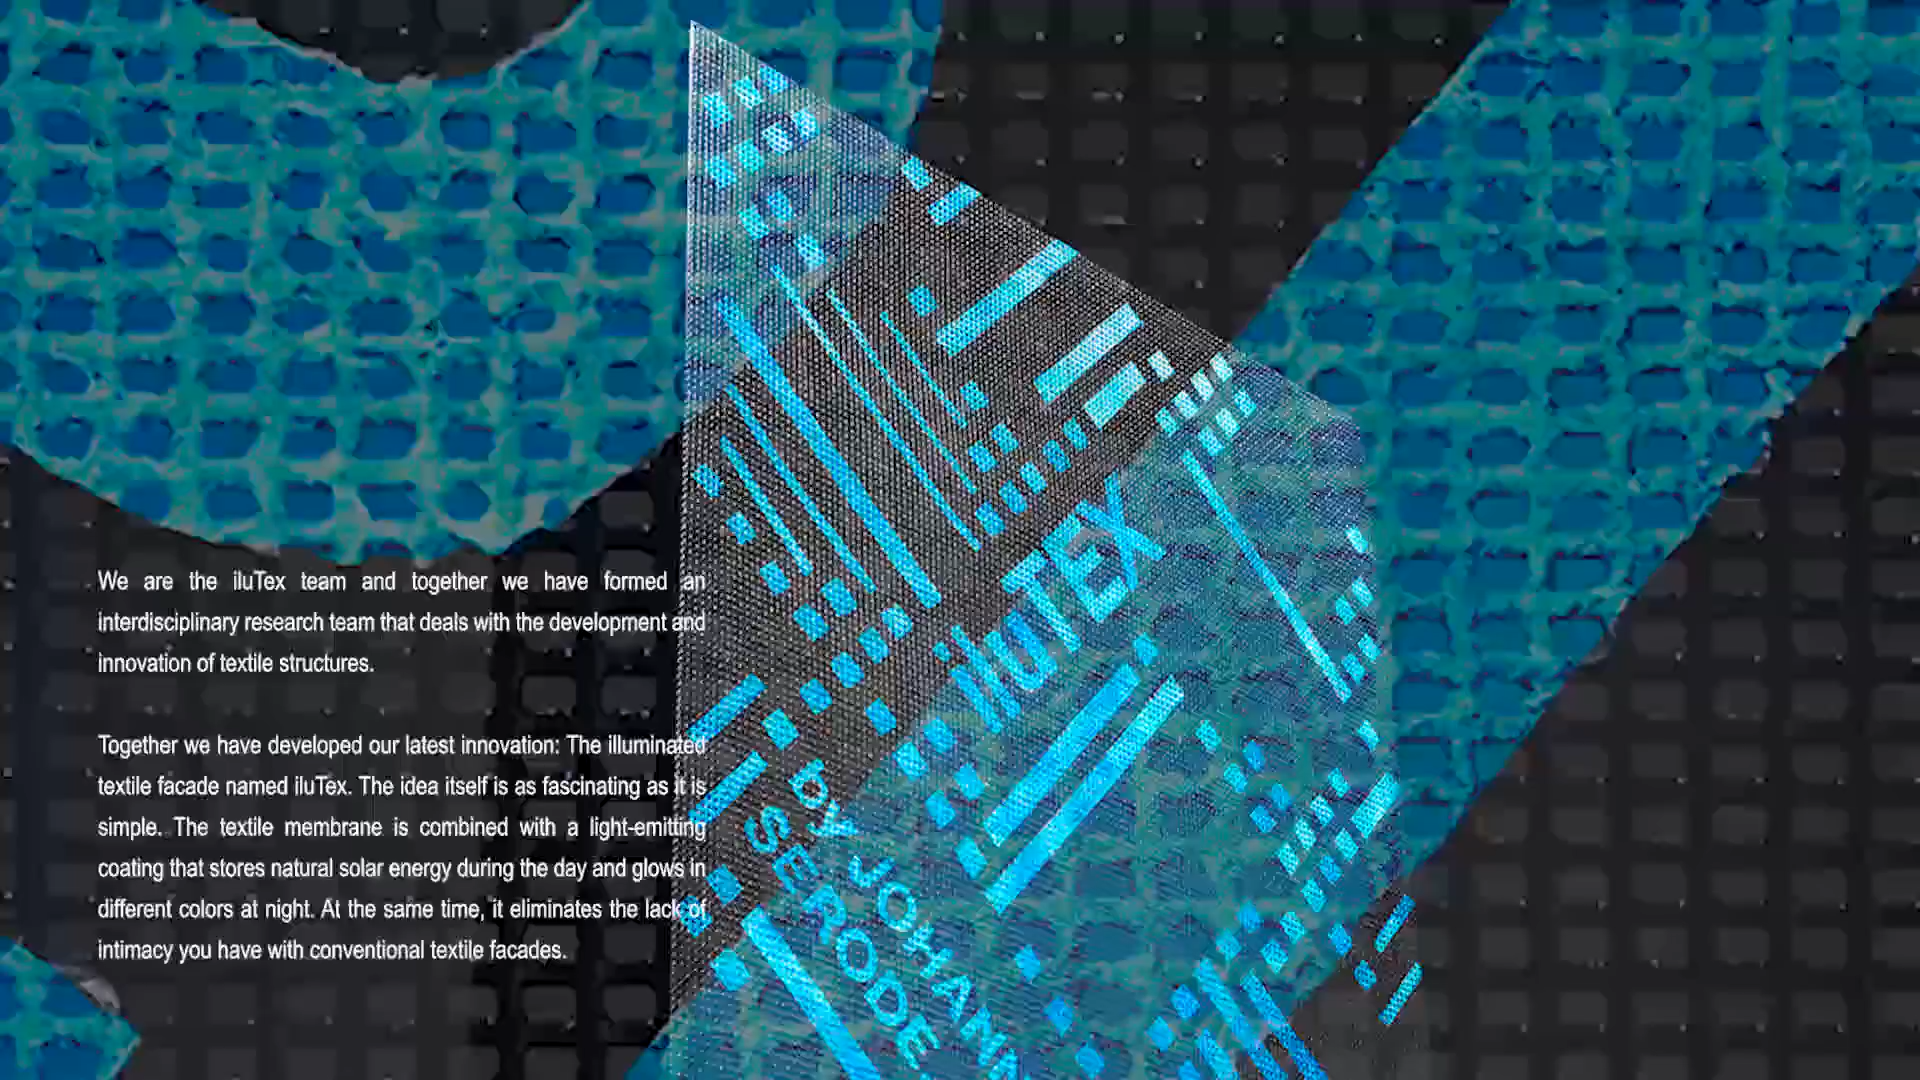 We are the iluTex team and together we have formed an
interdisciplinary research team that deals with the development and
innovation of textile structures.
Together we have developed our latest innovation: The illuminated
textile facade named iluTex. The idea itself is as fascinating as it is
simple. The textile membrane is combined with a light-emitting
coating that stores natural solar energy during the day and glows in
different colors at night. At the same time, it eliminates the lack of
intimacy you have with conventional textile facades.
iluTEX
by JOHANN
SERODE